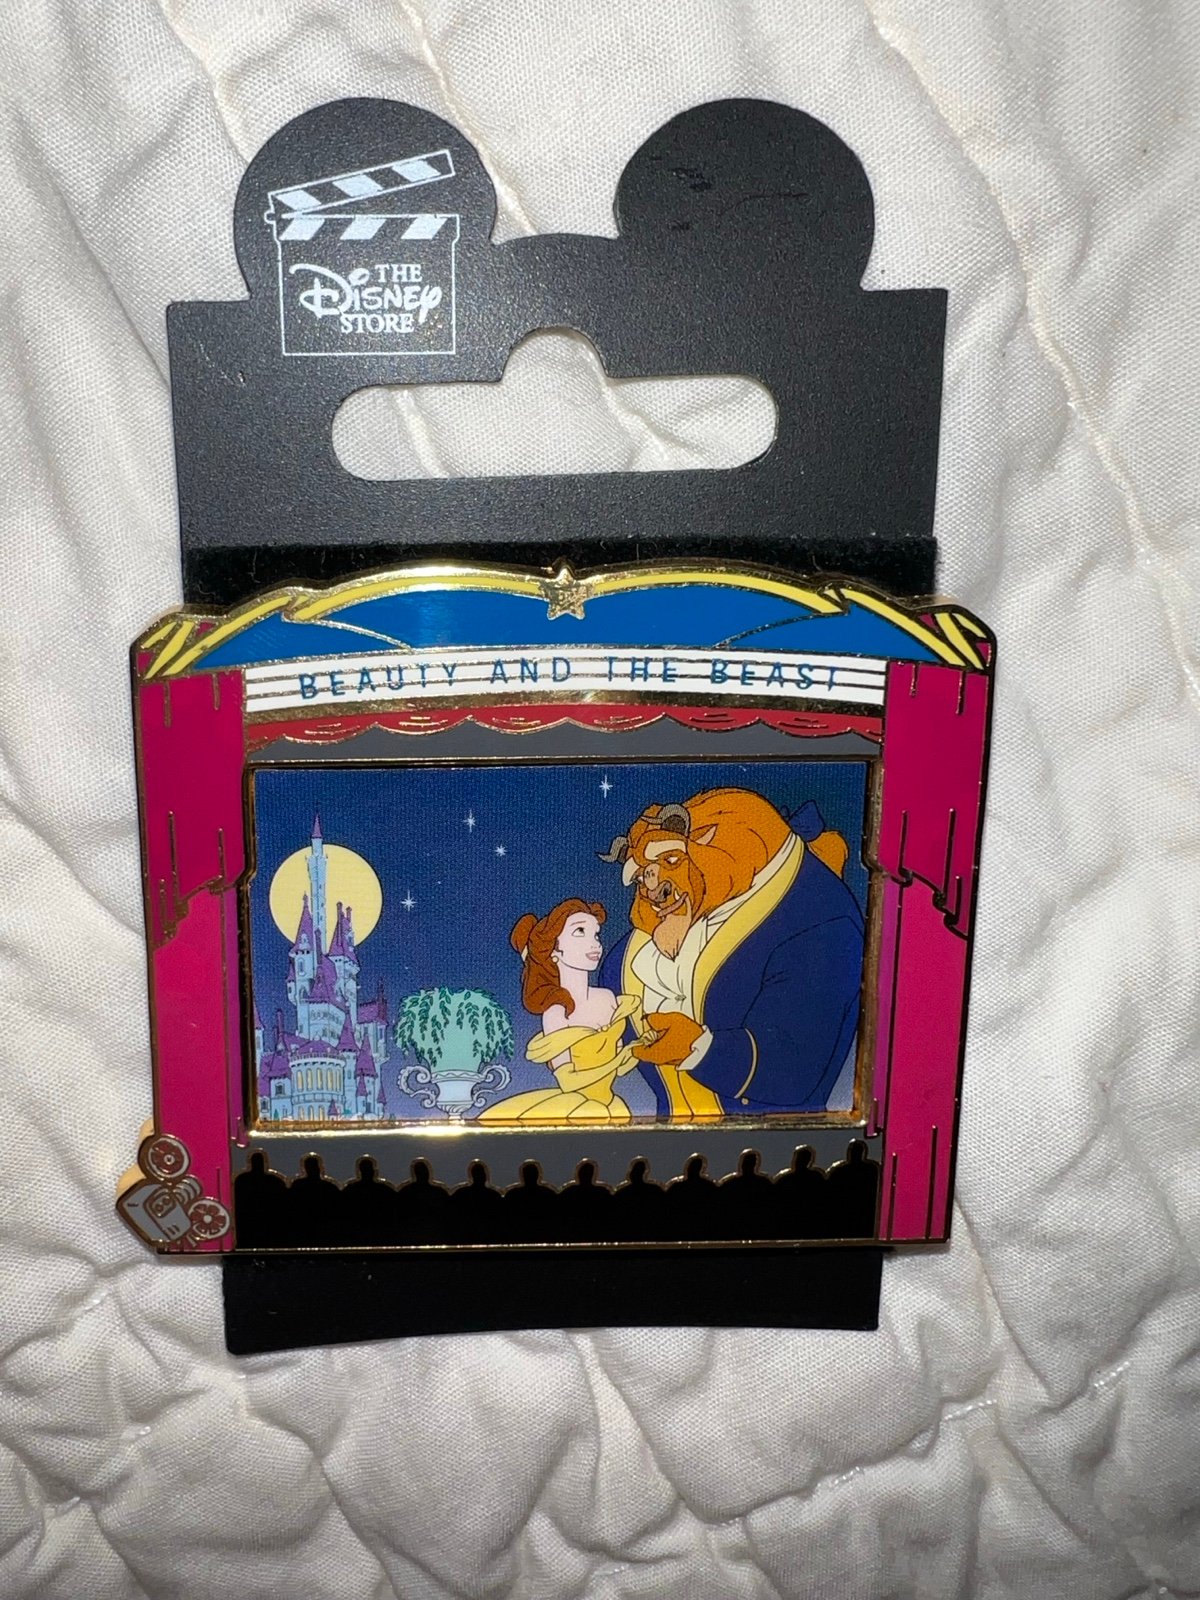 THE
Disney
STORE
BEAUTY AND THE BEAST